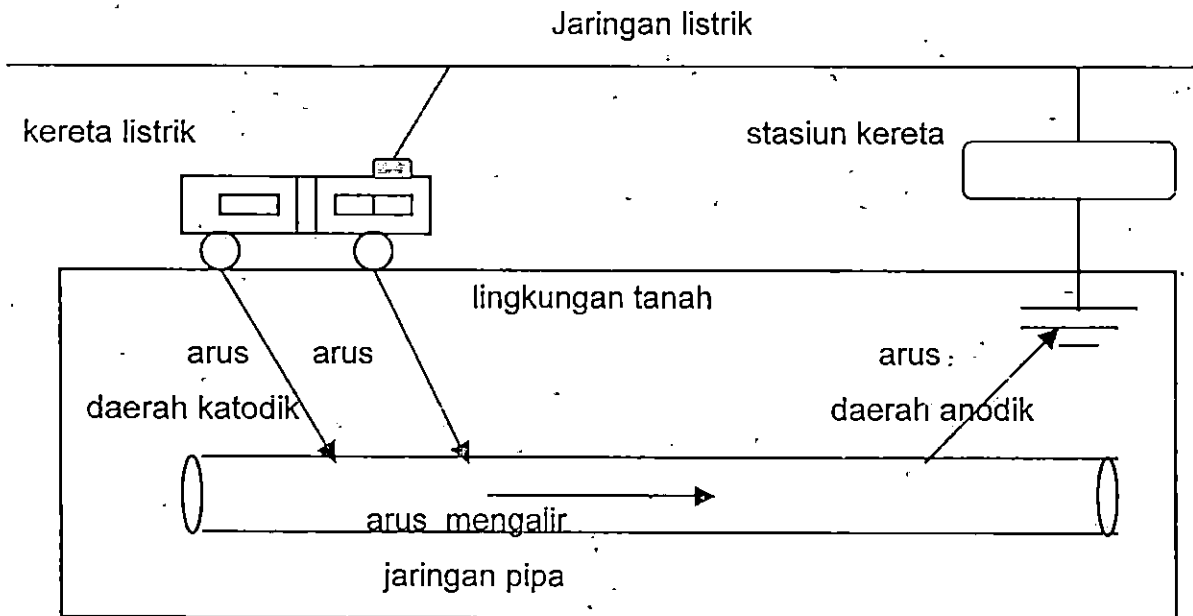 Jaringan listrik
kereta listrik
stasiun kereta
lingkungan tanah
arus arus arus
daerah katodik daerah anodik
arus mengalir
jaringan pipa